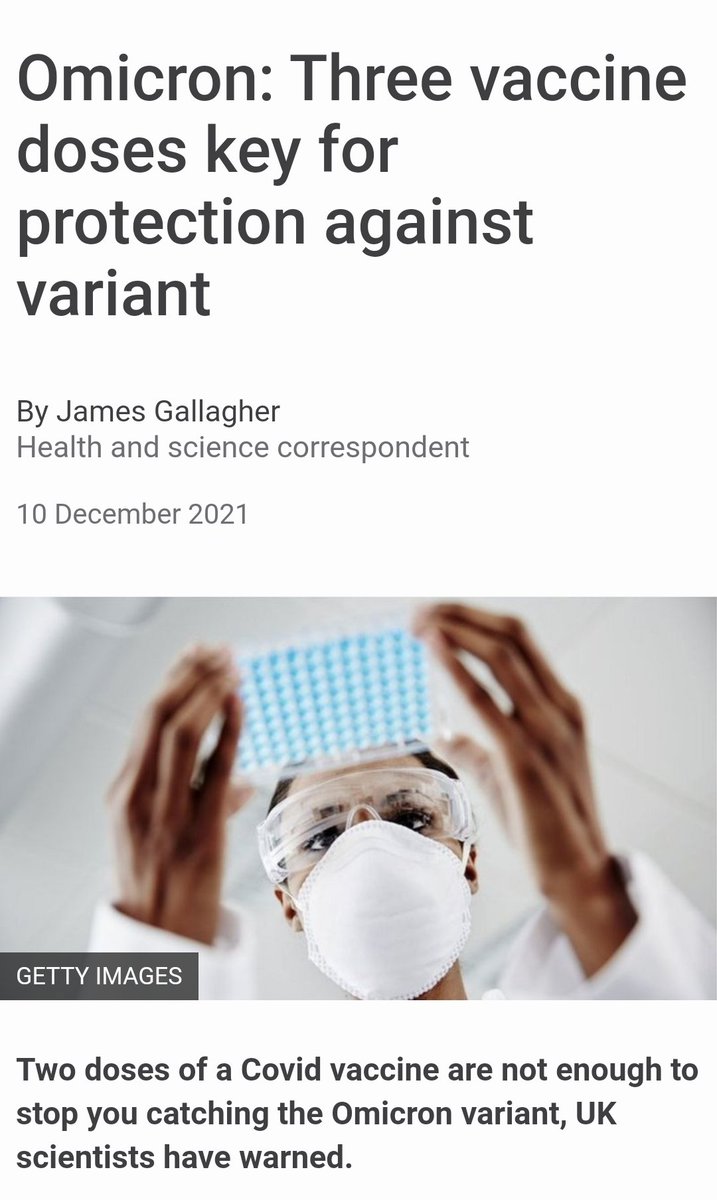 Omicron: Three vaccine
doses key for
protection against
variant
By James Gallagher
Health and science correspondent
10 December 2021
GETTY IMAGES
Two doses of a Covid vaccine are not enough to
stop you catching the Omicron variant, UK
scientists have warned.